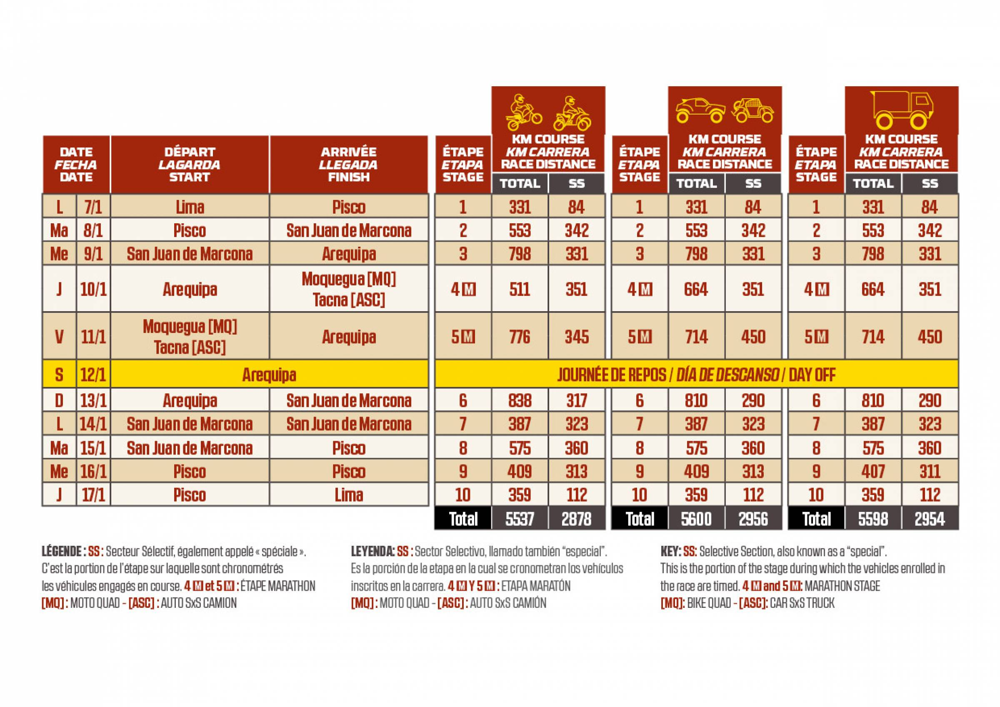 KM COURSE KM COURSE KM COURSE
DATE DÉPART ARRIVÉE ÉTAPE KM CARRERA ÉTAPE KM CARRERA ÉTAPE KM CARRERA
FECHA LAGARDA LLEGADA ETAPA RACE DISTANCE ETAPA RACE DISTANCE ETAPA RACE DISTANCE
DATE START FINISH STAGE TOTAL SS STAGE TOTAL SS STAGE TOTAL SS
L 7/1 Lima Pisco 1 331 84 1 331 84 1 331 84
Ma 8/1 Pisco San Juan de Marcona 2 553 342 2 553 342 2 553 342
Me 9/1 San Juan de Marcona Arequipa 3 798 331 3 798 331 3 798 331
J 10/1 Arequipa Moquegua [MQ] 4 M 511 351 4 M 664 351 4 M 664 351
Tacna [ASC]
V 11/1 Moquegua [MQ] Arequipa 5 M 776 345 5 M 714 450 5 M 714 450
Tacna [ASC]
S 12/1 Arequipa JOURNÉE DE REPOS / DÍA DE DESCANSO / DAY OFF
D 13/1 Arequipa San Juan de Marcona 6 838 317 6 810 290 6 810 290
L 14/1 San Juan de Marcona San Juan de Marcona 7 387 323 7 387 323 7 387 323
Ma 15/1 San Juan de Marcona Pisco 8 575 360 8 575 360 8 575 360
Me 16/1 Pisco Pisco 9 409 313 9 409 313 9 407 311
J 17/1 Pisco Lima 10 359 112 10 359 112 10 359 112
Total 5537 2878 Total 5600 2956 Total 5598 2954
LÉGENDE : SS : Secteur Sélectif, également appelé « spéciale ».
C'est la portion de l'étape sur laquelle sont chronométrés
les véhicules engagés en course. 4 M et 5 M : ÉTAPE MARATHON
[MQ] : MOTO QUAD - [ASC] : AUTO SxS CAMION
LEYENDA: SS : Sector Selectivo, llamado también “especial”.
Es la porción de la etapa en la cual se cronometran los vehículos
inscritos en la carrera. 4 M Y 5 M : ETAPA MARATÓN
[MQ] : MOTO QUAD - [ASC] : AUTO SxS CAMIÓN
KEY: SS: Selective Section, also known as a “special”.
This is the portion of the stage during which the vehicles enrolled in
the race are timed. 4 M and 5 M: MARATHON STAGE
[MQ]: BIKE QUAD - [ASC]: CAR SxS TRUCK